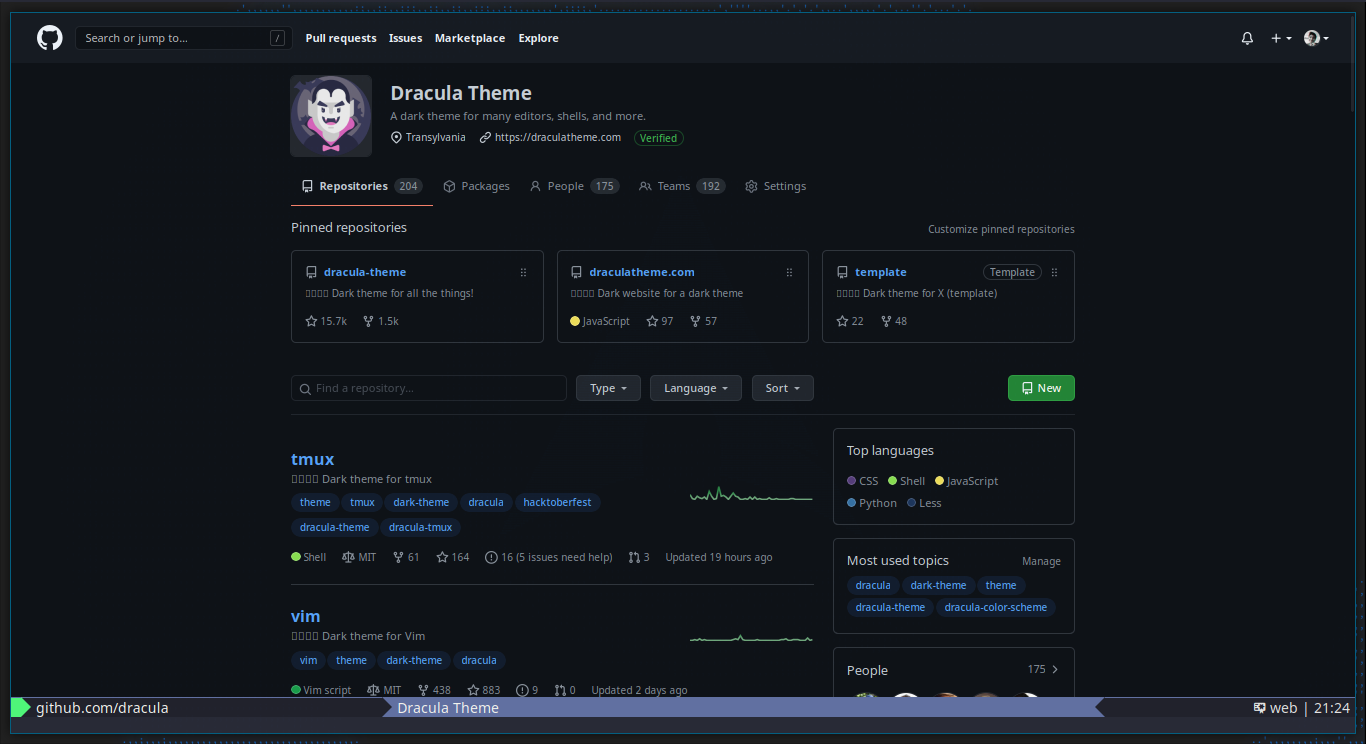 Search or jump to... / Pull requests Issues Marketplace Explore
Dracula Theme
A dark theme for many editors, shells, and more.
Transylvania https://draculatheme.com Verified
Repositories 204 Packages People 175 Teams 192 Settings
Pinned repositories Customize pinned repositories
dracula-theme
Dark theme for all the things!
15.7k 1.5k
draculatheme.com
Dark website for a dark theme
JavaScript 97 57
template Template
Dark theme for X (template)
22 48
Find a repository... Type Language Sort New
tmux
Dark theme for tmux
theme tmux dark-theme dracula hacktoberfest
dracula-theme dracula-tmux
Shell MIT 61 164 16 (5 issues need help) 3 Updated 19 hours ago
vim
Dark theme for Vim
vim theme dark-theme dracula
Vim script MIT 438 883 9 0 Updated 2 days ago
Top languages
CSS Shell JavaScript
Python Less
Most used topics Manage
dracula dark-theme theme
dracula-theme dracula-color-scheme
People 175
github.com/dracula Dracula Theme web | 21:24